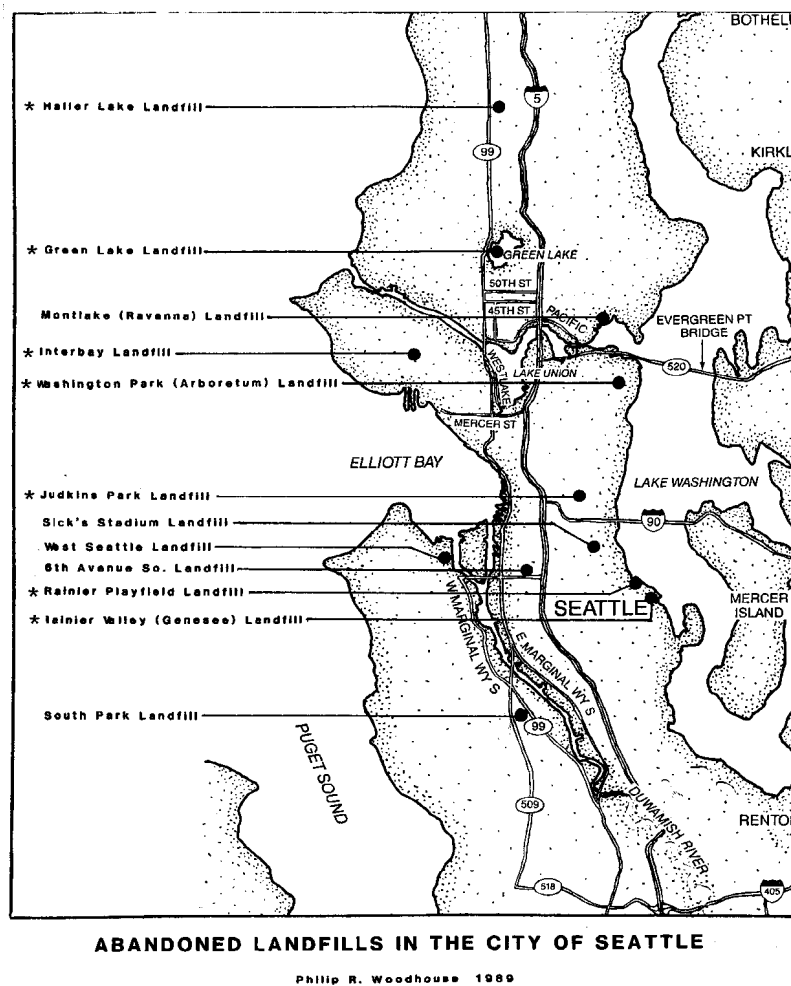 BOTHELL
* Haller Lake Landfill
5
99
KIRKL
* Green Lake Landfill
GREEN LAKE
50TH ST
Montlake (Ravanna) Landfill
45TH ST
PACIFIC
EVERGREEN PT
BRIDGE
* Interbay Landfill
WESTLAKE
520
LAKE UNION
* Washington Park (Arboretum) Landfill
MERCER ST
ELLIOTT BAY
LAKE WASHINGTON
* Judkins Park Landfill
Sick's Stadium Landfill
90
West Seattle Landfill
6th Avenue So. Landfill
* Rainier Playfield Landfill
SEATTLE
MERCER
ISLAND
* Rainier Valley (Genesee) Landfill
W MARGINAL WY S
E MARGINAL WY S
South Park Landfill
99
PUGET SOUND
509
DUWAMISH RIVER
RENTO
518
405
ABANDONED LANDFILLS IN THE CITY OF SEATTLE
Philip R. Woodhouse 1989